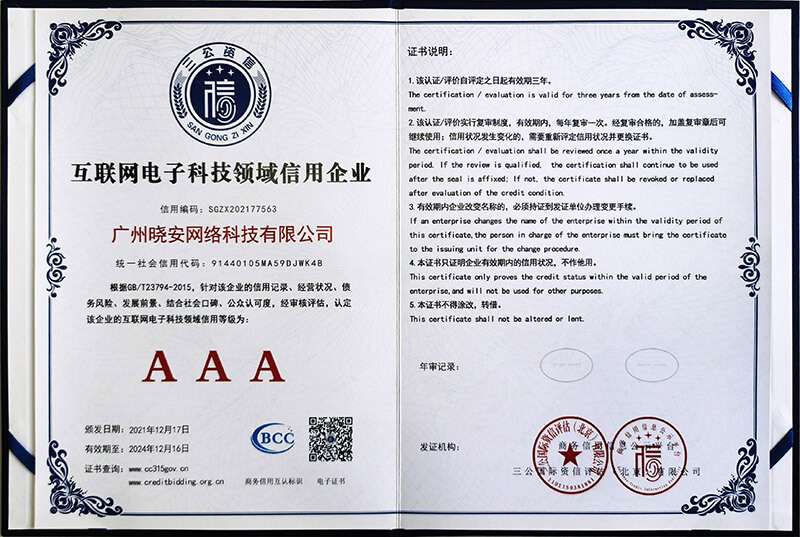 三公资信
信
SAN GONG ZI XIN
互联网电子科技领域信用企业
信用编码：SGZX202177563
广州晓安网络科技有限公司
统一社会信用代码：91440105MA59DJWK4B
根据GB/T23794-2015，针对该企业的信用记录、经营状况、债
务风险、发展前景、结合社会口碑、公众认可度，经审核评估，认定
该企业的互联网电子科技领域信用等级为：
AAA
颁发日期：2021年12月17日
有效期至：2024年12月16日
证书查询：www.cc315gov.cn
www.creditbidding.org.cn
BCC
商务信用互认标识
电子证书
证书说明：
1.该认证/评价自评定之日起有效期三年。
The certification / evaluation is valid for three years from the date of assess-
ment.
2.该认证/评价实行复审制度，有效期内，每年复审一次。经复审合格的，加盖复审章后可
继续使用；信用状况发生变化的，需要重新评定信用状况并更换证书。
The certification / evaluation shall be reviewed once a year within the validity
period. If the review is qualified, the certification shall continue to be used
after the seal is affixed; If not, the certificate shall be revoked or replaced
after evaluation of the credit condition.
3.有效期内企业改变名称的，必须持证到发证单位办理变更手续。
If an enterprise changes the name of the enterprise within the validity period of
this certificate, the person in charge of the enterprise must bring the certificate
to the issuing unit for the change procedure.
4.本证书只证明企业有效期内的信用状况，不作他用。
This certificate only proves the credit status within the valid period of the
enterprise, and will not be used for other purposes.
5.本证书不得涂改，转借。
This certificate shall not be altered or lent.
年审记录：
发证机构：
商务信用信息公示平台
三公国际资信评估（北京）有限公司